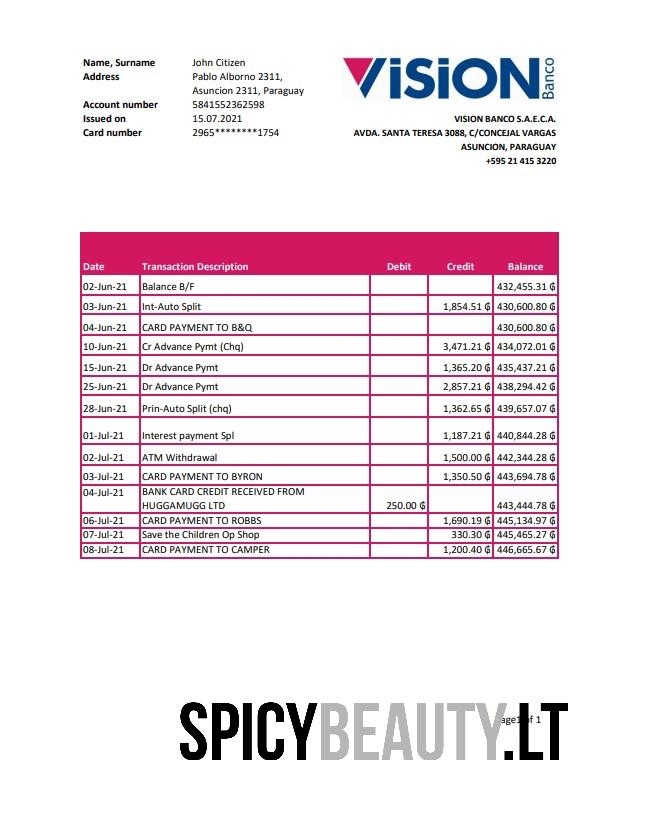 Name, Surname John Citizen
Address Pablo Alborno 2311,
Asuncion 2311, Paraguay
Account number 5841552362598
Issued on 15.07.2021
Card number 2965********1754
VISION Banco
VISION BANCO S.A.E.C.A.
AVDA. SANTA TERESA 3088, C/CONCEJAL VARGAS
ASUNCION, PARAGUAY
+595 21 415 3220
Date Transaction Description Debit Credit Balance
02-Jun-21 Balance B/F 432,455.31 ₲
03-Jun-21 Int-Auto Split 1,854.51 ₲ 430,600.80 ₲
04-Jun-21 CARD PAYMENT TO B&Q 430,600.80 ₲
10-Jun-21 Cr Advance Pymt (Chq) 3,471.21 ₲ 434,072.01 ₲
15-Jun-21 Dr Advance Pymt 1,365.20 ₲ 435,437.21 ₲
25-Jun-21 Dr Advance Pymt 2,857.21 ₲ 438,294.42 ₲
28-Jun-21 Prin-Auto Split (chq) 1,362.65 ₲ 439,657.07 ₲
01-Jul-21 Interest payment Spl 1,187.21 ₲ 440,844.28 ₲
02-Jul-21 ATM Withdrawal 1,500.00 ₲ 442,344.28 ₲
03-Jul-21 CARD PAYMENT TO BYRON 1,350.50 ₲ 443,694.78 ₲
04-Jul-21 BANK CARD CREDIT RECEIVED FROM
HUGGAMUGG LTD 250.00 ₲ 443,444.78 ₲
06-Jul-21 CARD PAYMENT TO ROBBS 1,690.19 ₲ 445,134.97 ₲
07-Jul-21 Save the Children Op Shop 330.30 ₲ 445,465.27 ₲
08-Jul-21 CARD PAYMENT TO CAMPER 1,200.40 ₲ 446,665.67 ₲
of 1
SPICYBEAUTY.LT